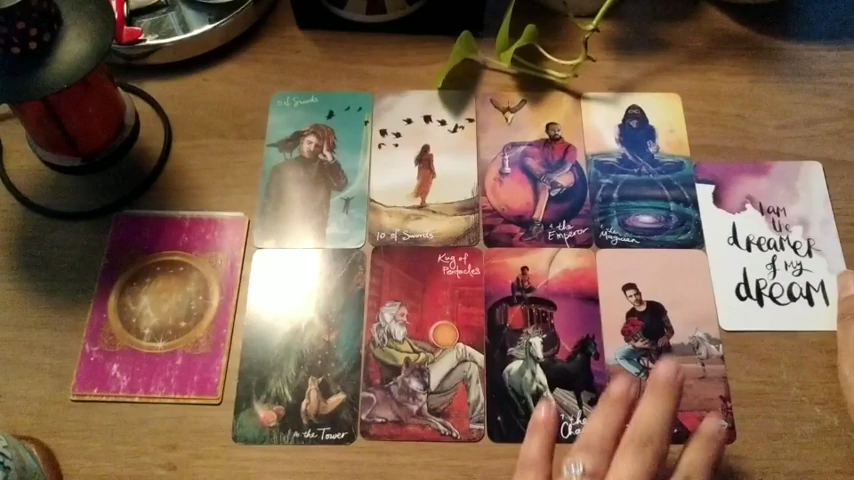 of Swords
10 of Swords
the
Emperor
the
Magician
I am
the
dreamer
of my
dream
the Tower
King of
Pentacles
the